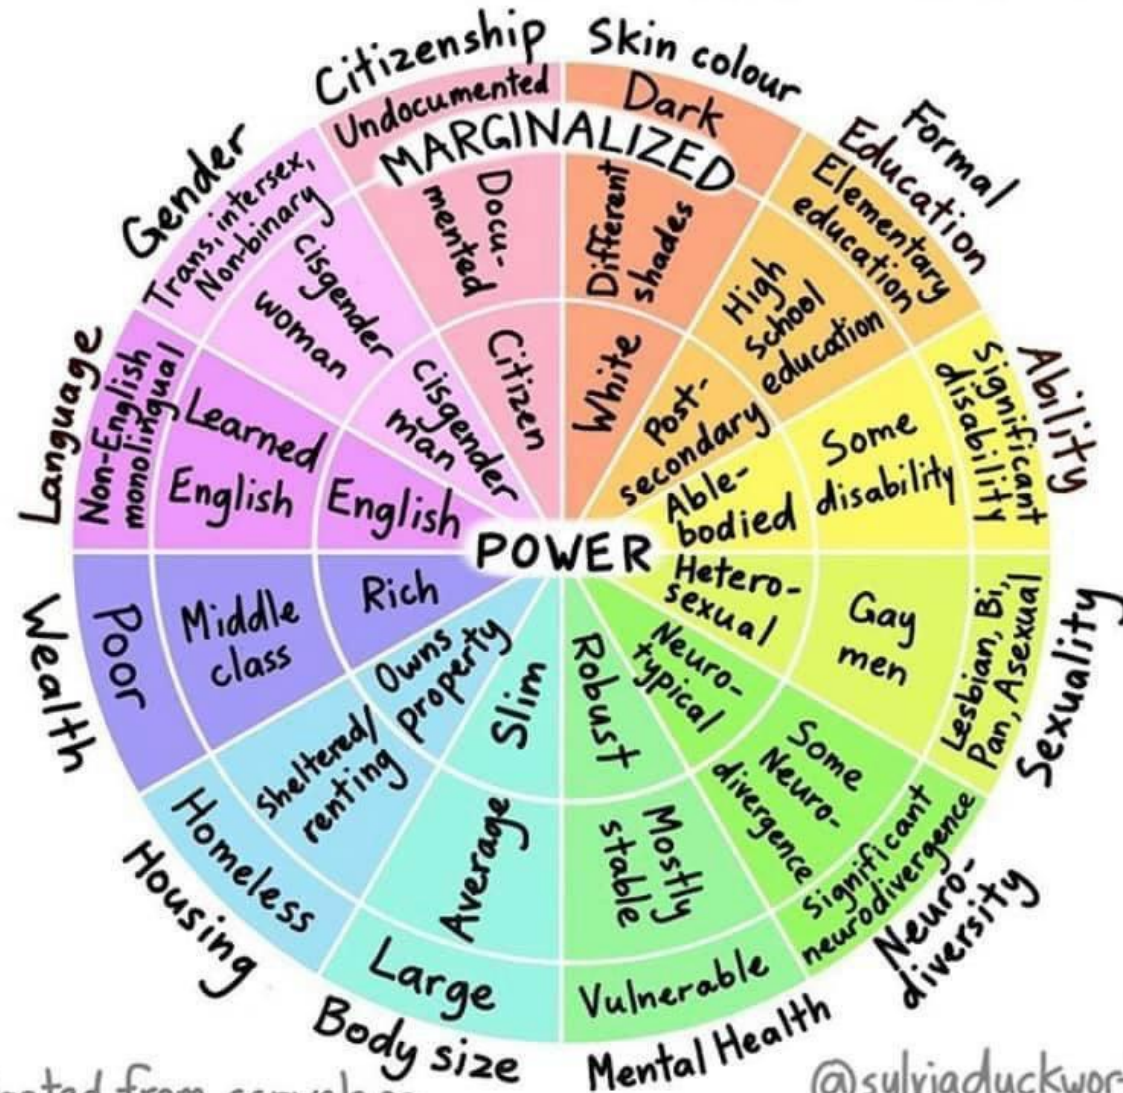 Citizenship
Undocumented
Docu-
mented
Citizen
Skin colour
Dark
Different
shades
White
Formal
Education
Elementary
education
High
school
education
Post-
secondary
Ability
Significant
disability
Some
disability
Able-
bodied
Sexuality
Lesbian, Bi,
Pan, Asexual
Gay
men
Hetero-
sexual
Neuro-
diversity
Significant
neurodivergence
Some
Neuro-
divergence
Neuro-
typical
Mental Health
Vulnerable
Mostly
stable
Robust
Body size
Large
Average
Slim
Housing
Homeless
Sheltered/
renting
Owns
property
Wealth
Poor
Middle
class
Rich
Language
Non-English
monolingual
Learned
English
English
Gender
Trans, intersex,
Non-binary
Cisgender
woman
Cisgender
man
MARGINALIZED
POWER
from
@sylviaduckwor